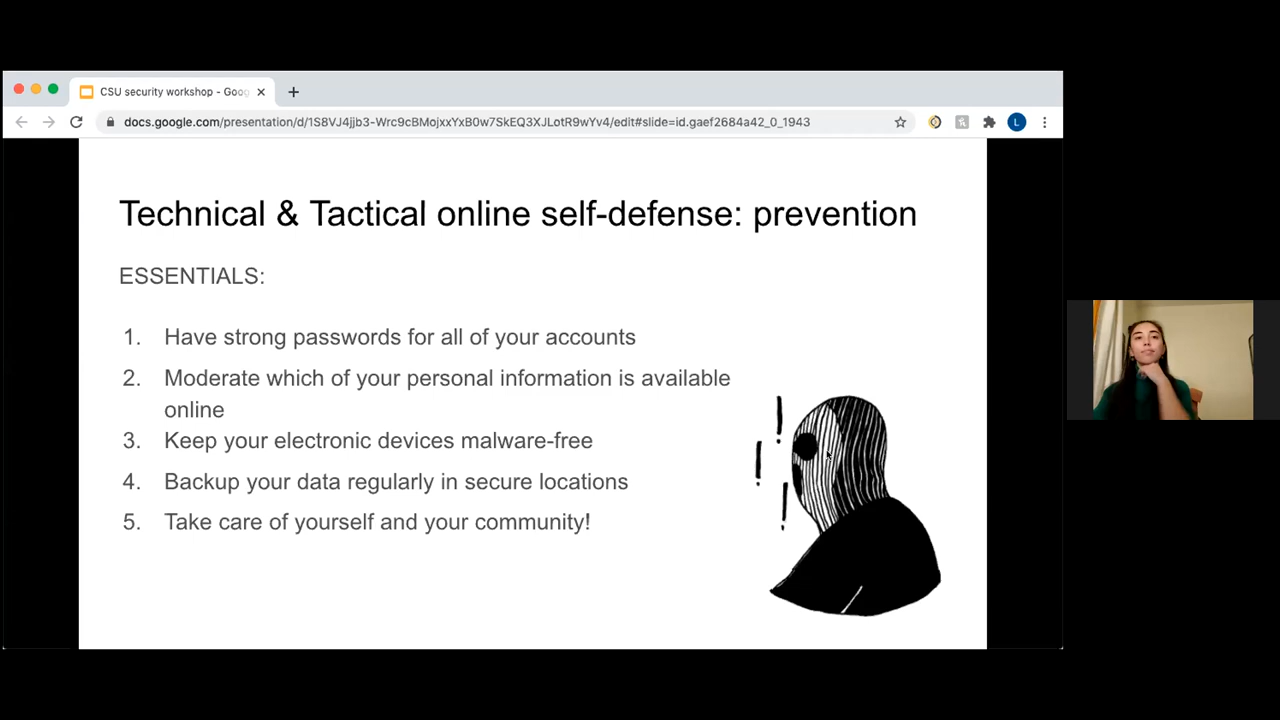 CSU security workshop - Goog
docs.google.com/presentation/d/1S8VJ4jjb3-Wrc9cBMojxxYxB0w7SkEQ3XJLotR9wYv4/edit#slide=id.gaef2684a42_0_1943
L
Technical & Tactical online self-defense: prevention
ESSENTIALS:
1. Have strong passwords for all of your accounts
2. Moderate which of your personal information is available
online
3. Keep your electronic devices malware-free
4. Backup your data regularly in secure locations
5. Take care of yourself and your community!